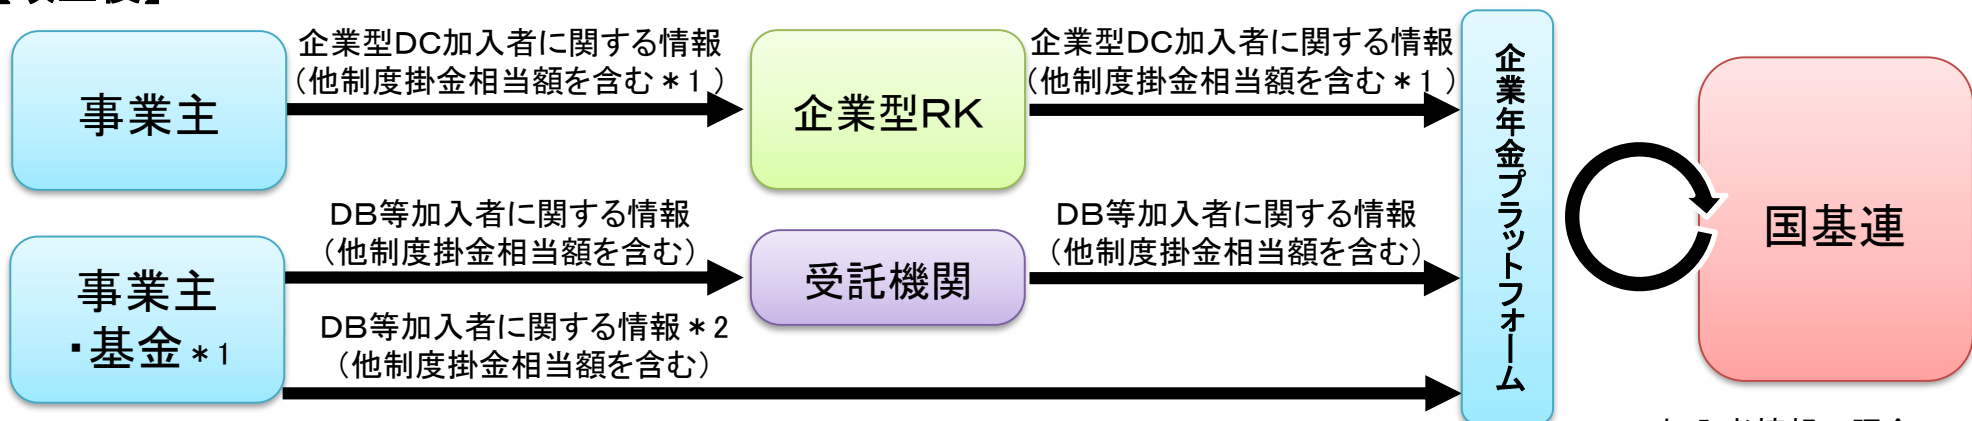 企業型DC加入者に関する情報
（他制度掛金相当額を含む＊1）
事業主
企業型RK
企業型DC加入者に関する情報
（他制度掛金相当額を含む＊1）
企業年金プラットフォーム
国基連
DB等加入者に関する情報
（他制度掛金相当額を含む）
事業主
・基金＊1
受託機関
DB等加入者に関する情報
（他制度掛金相当額を含む）
DB等加入者に関する情報＊2
（他制度掛金相当額を含む）